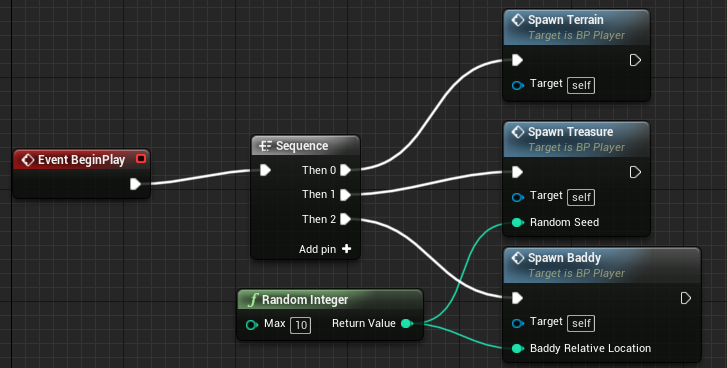 Spawn Terrain
Target is BP Player
Target self
Event BeginPlay
Sequence
Then 0
Then 1
Then 2
Add pin
Spawn Treasure
Target is BP Player
Target self
Random Seed
Spawn Baddy
Target is BP Player
Target self
Baddy Relative Location
f Random Integer
Max 10 Return Value